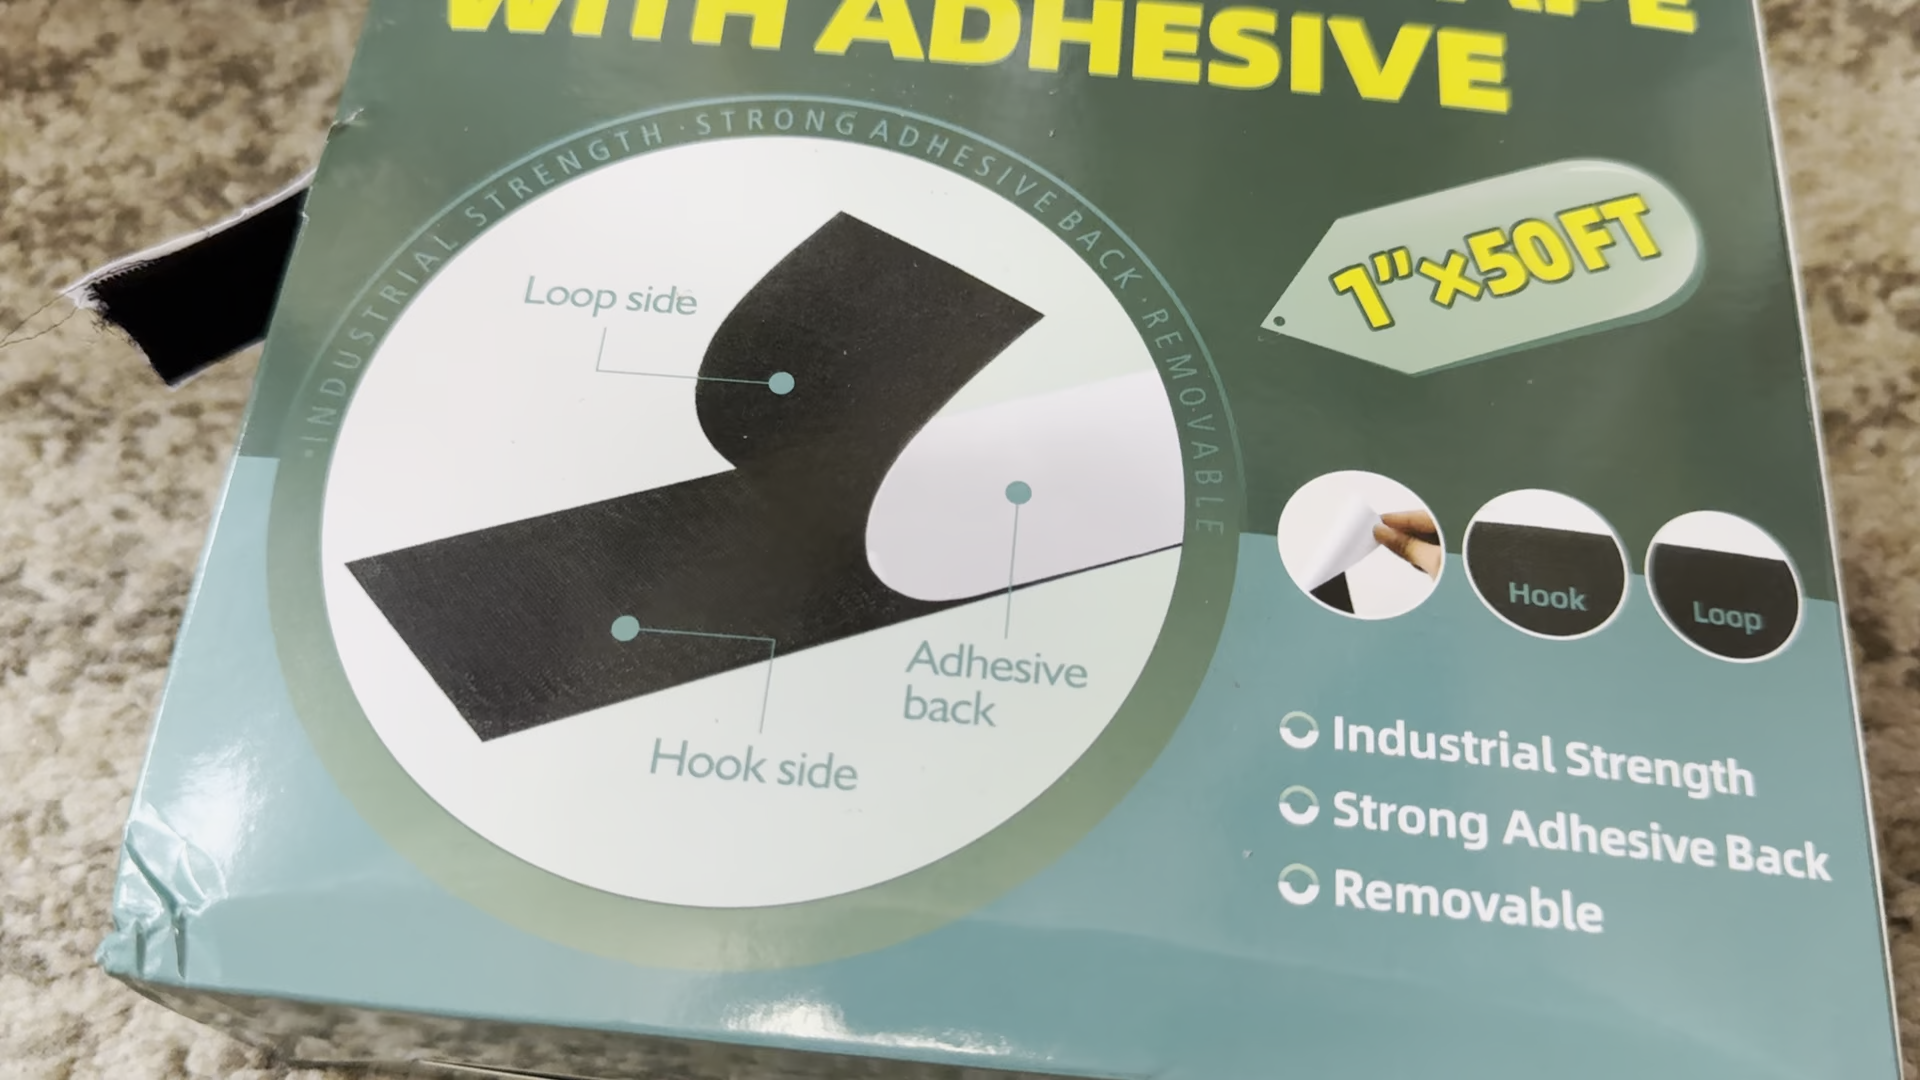 WITH ADHESIVE
·INDUSTRIAL STRENGTH·STRONG ADHESIVE BACK·REMOVABLE
1"×50FT
Loop side
Adhesive
back
Hook side
Hook
Loop
Industrial Strength
Strong Adhesive Back
Removable